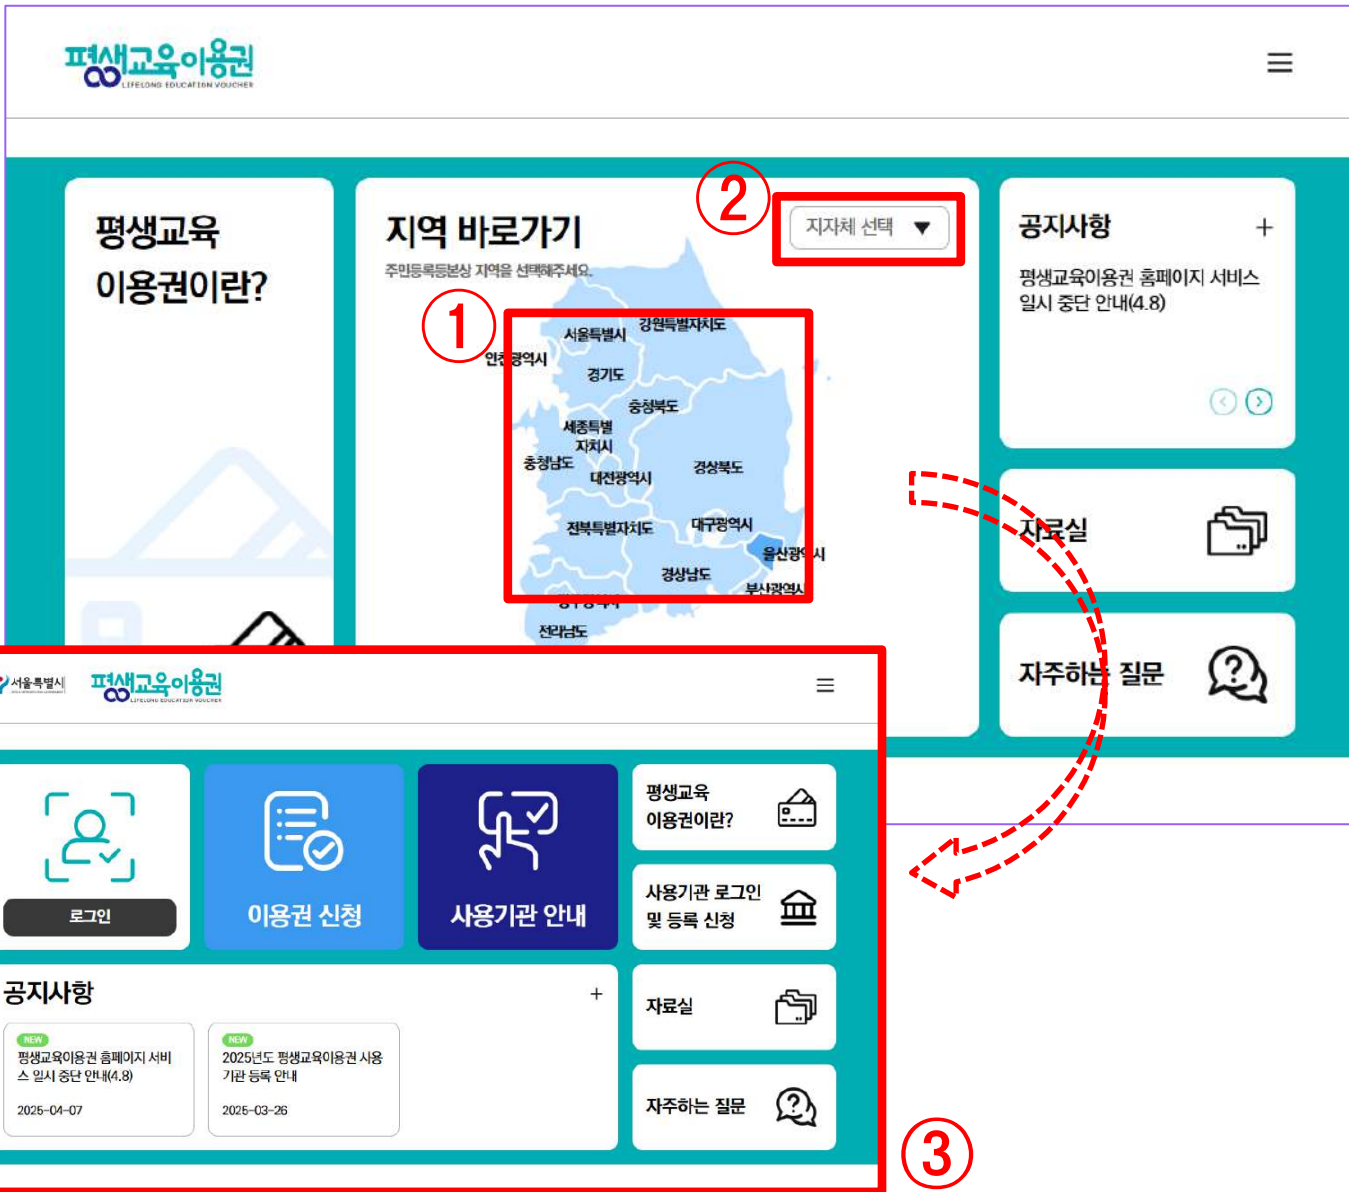 평생교육이용권
LIFELONG EDUCATION VOUCHER
평생교육
이용권이란?
지역 바로가기
주민등록등본상 지역을 선택해주세요.
②
지자체 선택 ▼
①
서울특별시
강원특별자치도
인천광역시
경기도
충청북도
세종특별
자치시
충청남도
대전광역시
경상북도
전북특별자치도
대구광역시
울산광역시
경상남도
부산광역시
광주광역시
전라남도
공지사항 +
평생교육이용권 홈페이지 서비스
일시 중단 안내(4.8)
자료실
자주하는 질문
서울특별시
평생교육이용권
LIFELONG EDUCATION VOUCHER
로그인
이용권 신청
사용기관 안내
평생교육
이용권이란?
사용기관 로그인
및 등록 신청
자료실
자주하는 질문
공지사항 +
NEW
평생교육이용권 홈페이지 서비
스 일시 중단 안내(4.8)
2025-04-07
NEW
2025년도 평생교육이용권 사용
기관 등록 안내
2025-03-26
③